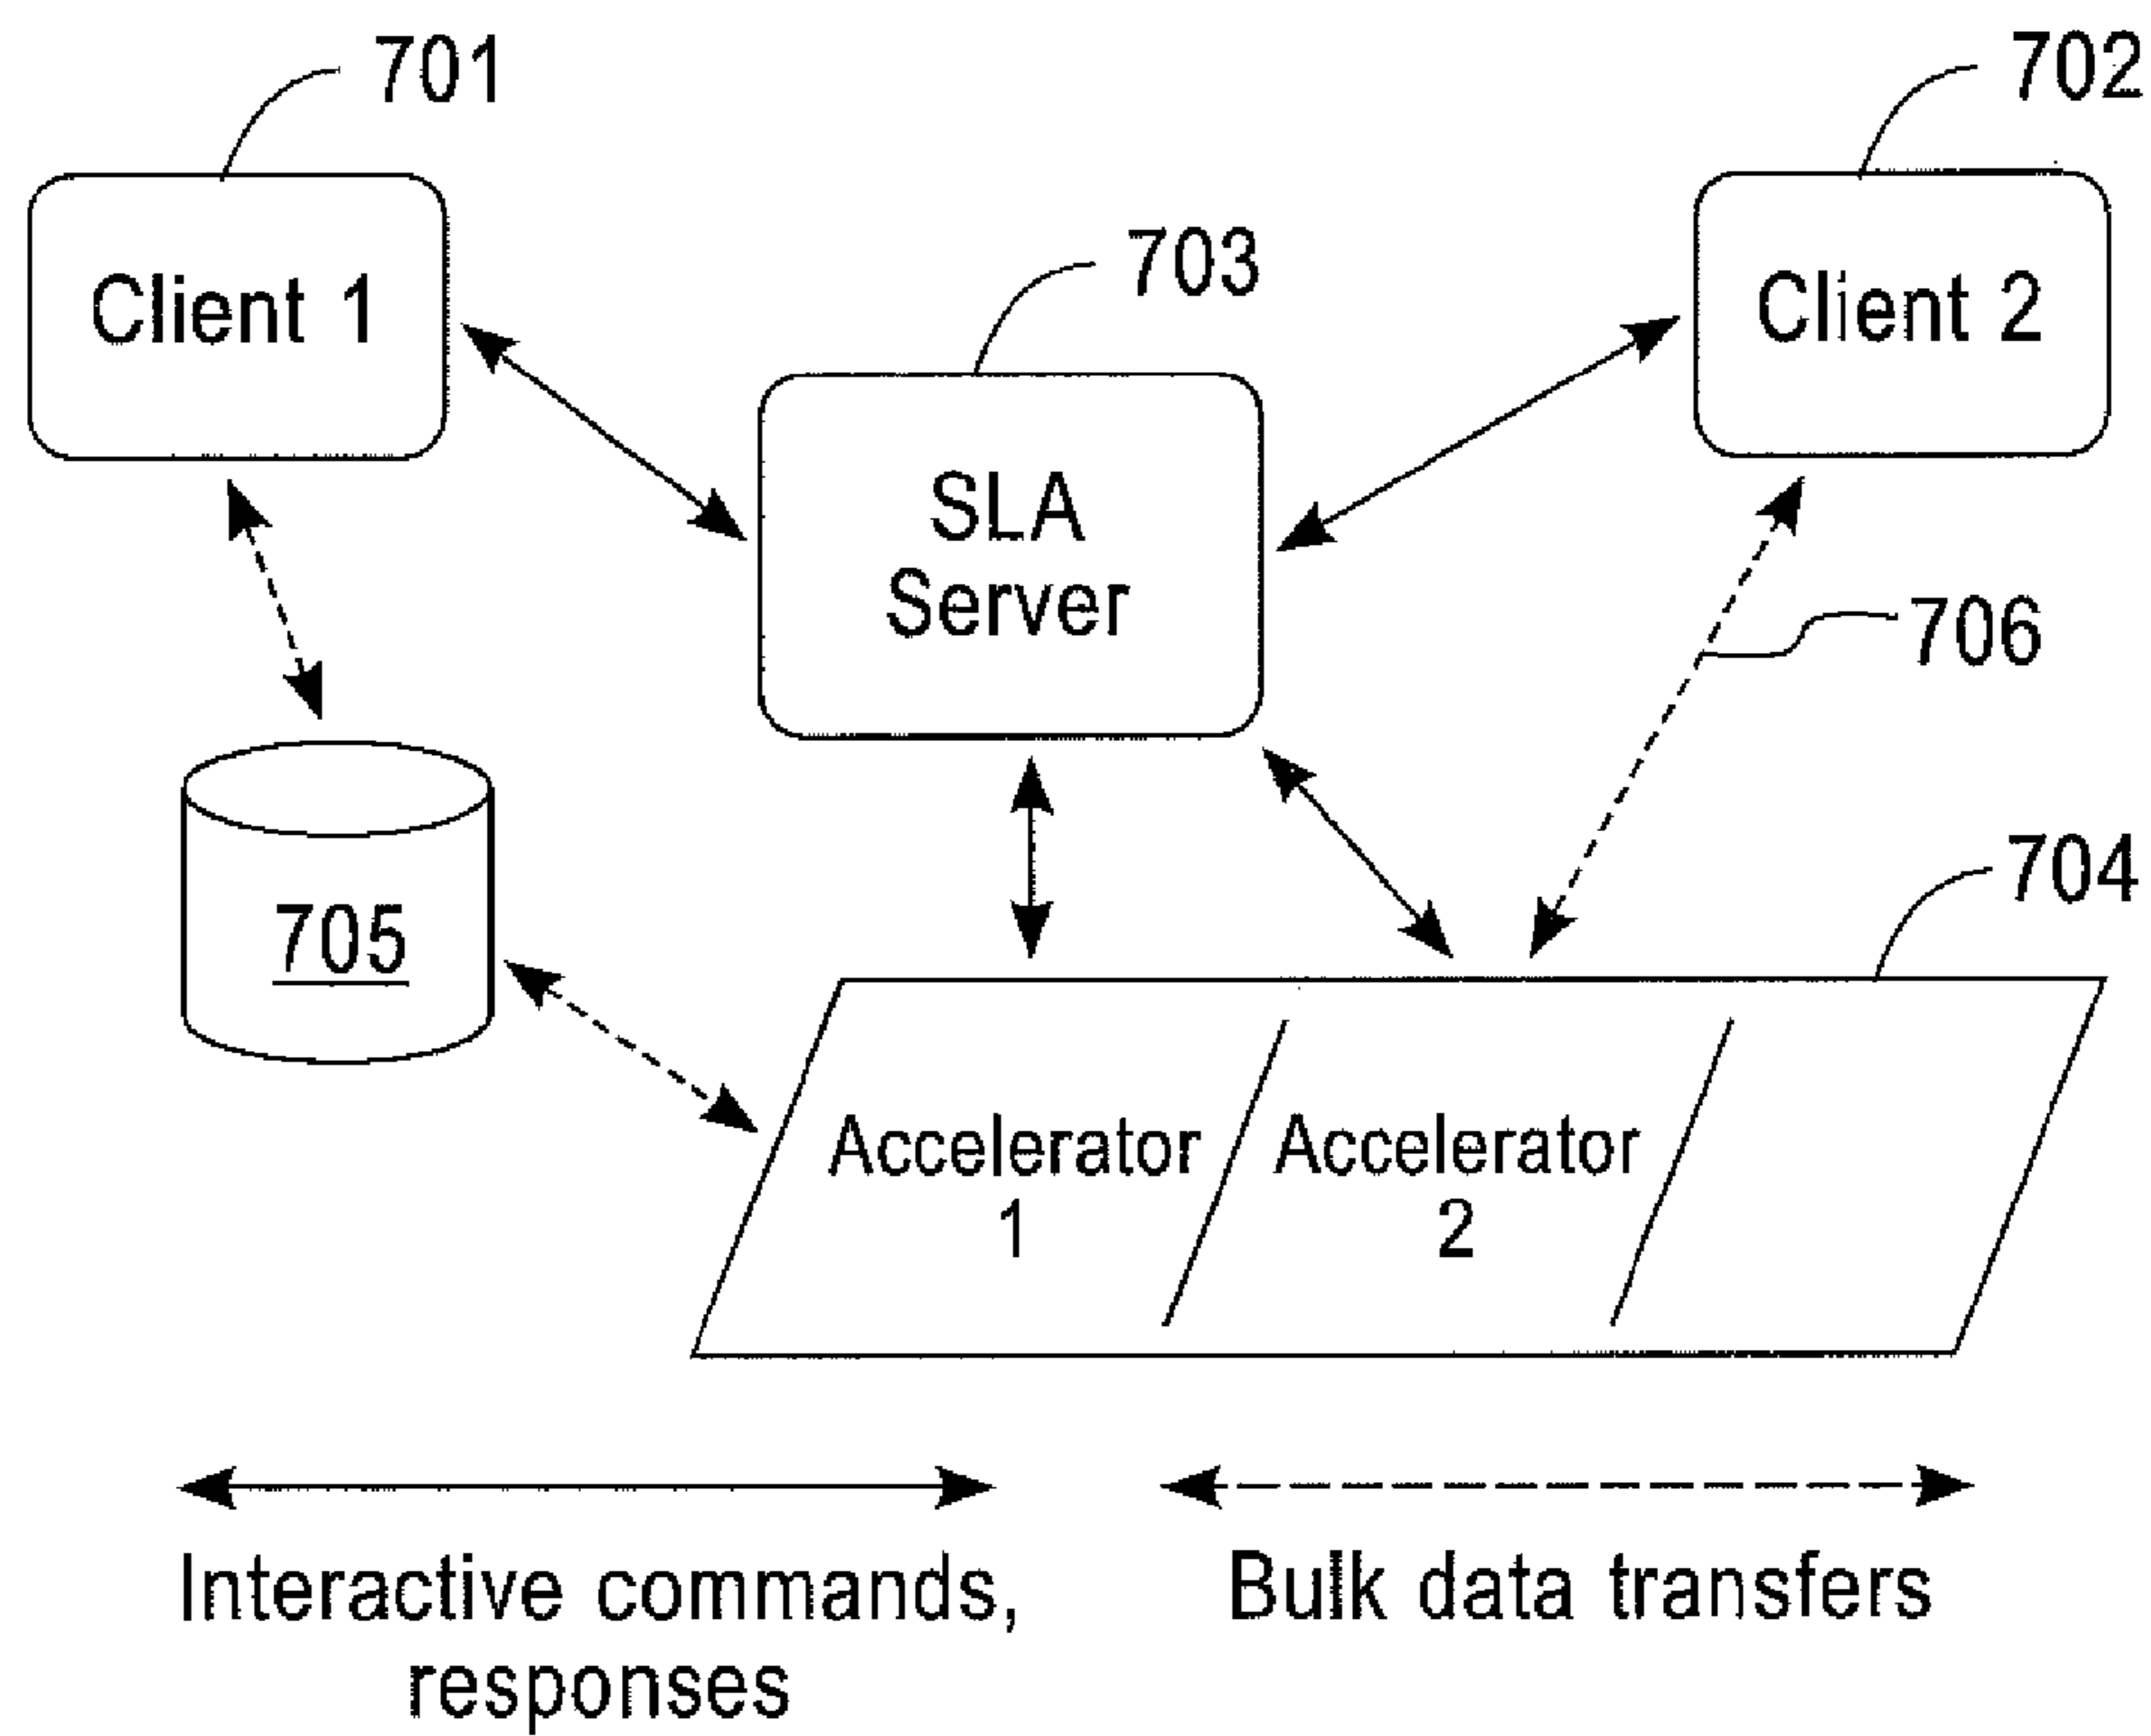 701
702
703
Client 1
Client 2
SLA
Server
706
704
705
Accelerator
1
Accelerator
2
Interactive commands,
responses
Bulk data transfers